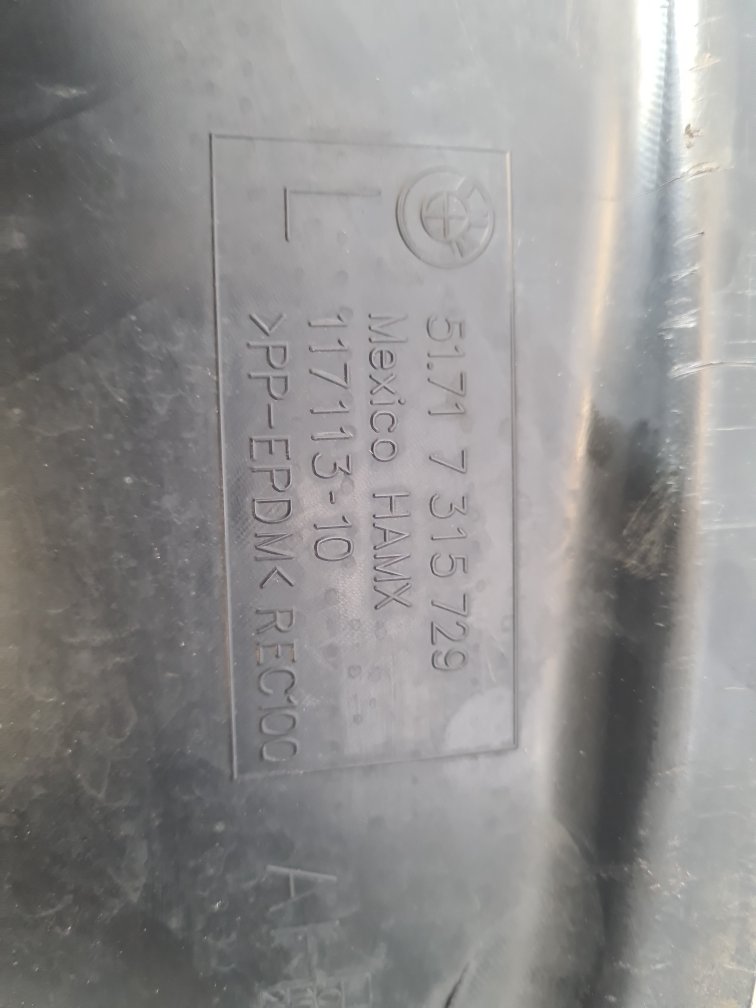 51.71 7 315 729
Mexico HAMX
L
117113-10
>PP-EPDM< REC100